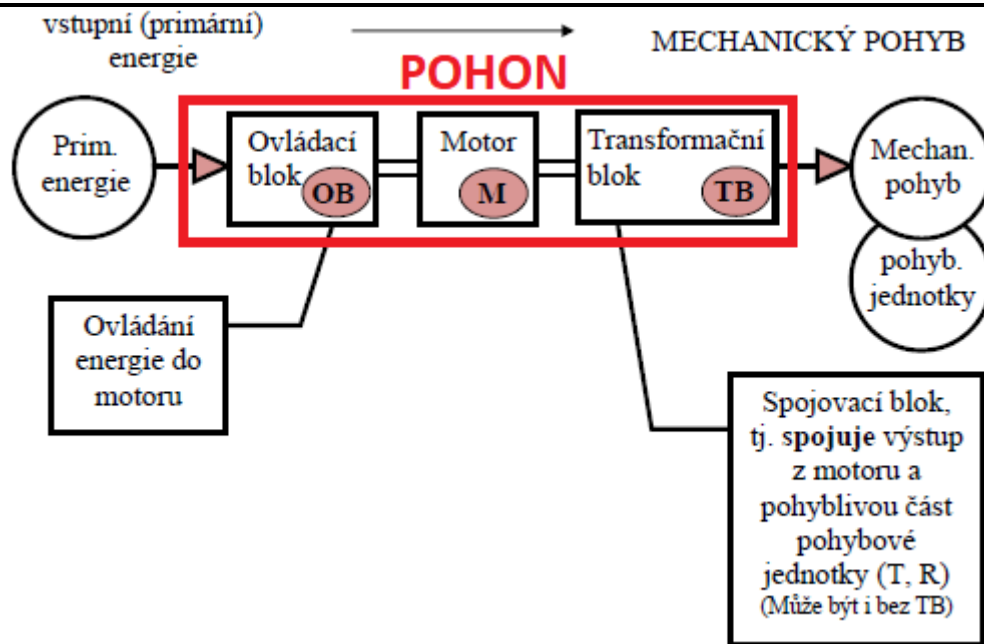 vstupní (primární)
energie
MECHANICKÝ POHYB
POHON
Prim.
energie
Ovládací
blok
OB
Motor
M
Transformační
blok
TB
Mechan.
pohyb
pohyb.
jednotky
Ovládání
energie do
motoru
Spojovací blok,
tj. spojuje výstup
z motoru a
pohyblivou část
pohybové
jednotky (T, R)
(Může být i bez TB)